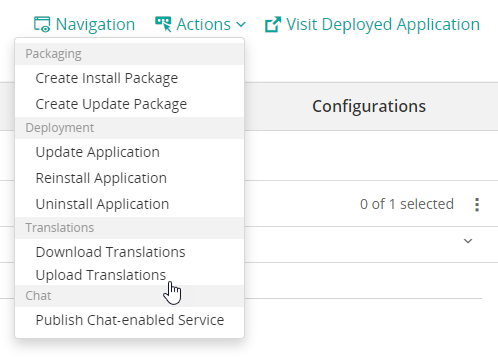 Navigation Actions Visit Deployed Application
Packaging
Create Install Package
Create Update Package
Configurations
Deployment
Update Application
Reinstall Application
Uninstall Application
0 of 1 selected
Translations
Download Translations
Upload Translations
Chat
Publish Chat-enabled Service